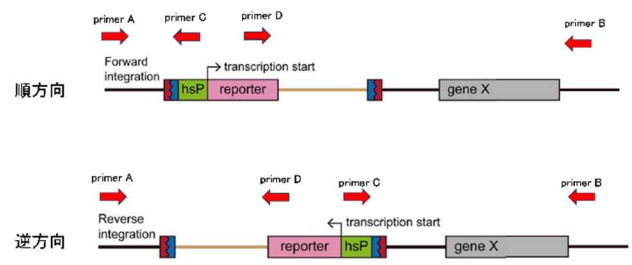 primer A primer C primer D primer B
Forward
integration
transcription start
順方向
hsP reporter gene X
primer A primer D primer C primer B
Reverse
integration
transcription start
逆方向
reporter hsP gene X